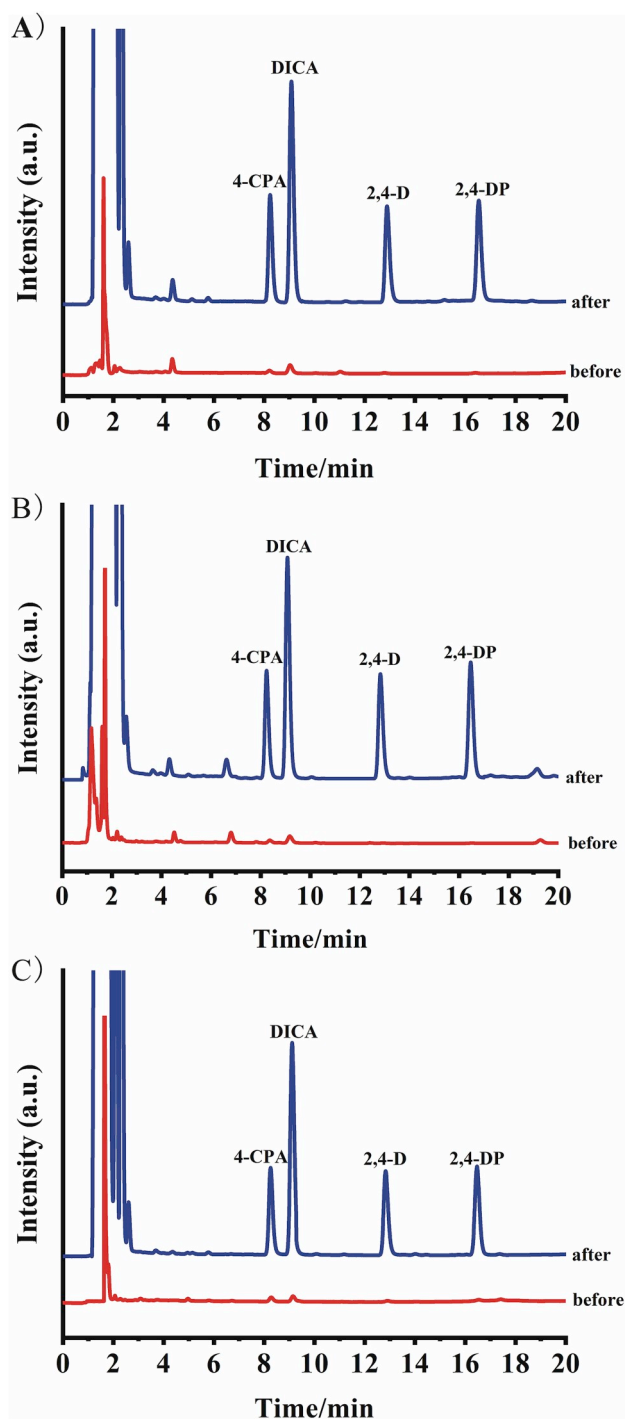 A)
Intensity (a.u.)
DICA
4-CPA
2,4-D
2,4-DP
after
before
0 2 4 6 8 10 12 14 16 18 20
Time/min
B)
Intensity (a.u.)
DICA
4-CPA
2,4-D
2,4-DP
after
before
0 2 4 6 8 10 12 14 16 18 20
Time/min
C)
Intensity (a.u.)
DICA
4-CPA
2,4-D
2,4-DP
after
before
0 2 4 6 8 10 12 14 16 18 20
Time/min